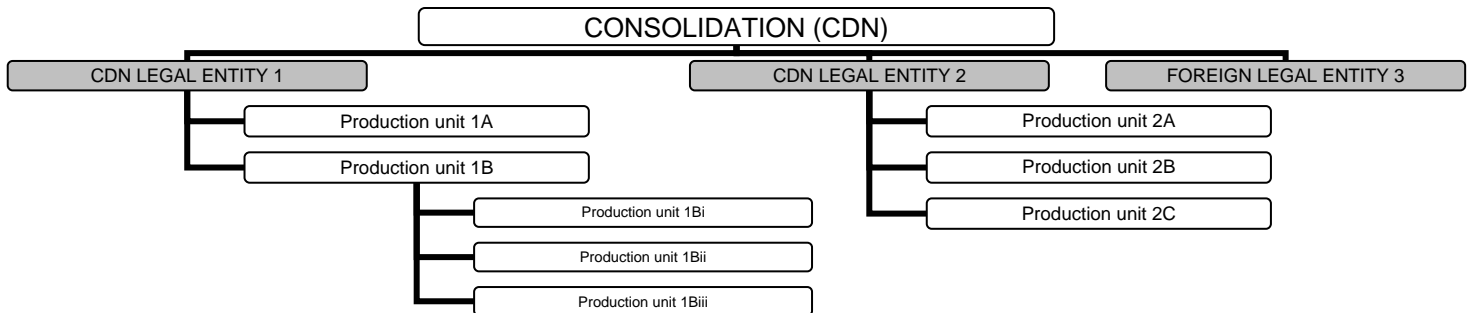 CONSOLIDATION (CDN)
CDN LEGAL ENTITY 1
CDN LEGAL ENTITY 2
FOREIGN LEGAL ENTITY 3
Production unit 1A
Production unit 2A
Production unit 1B
Production unit 2B
Production unit 1Bi
Production unit 2C
Production unit 1Bii
Production unit 1Biii